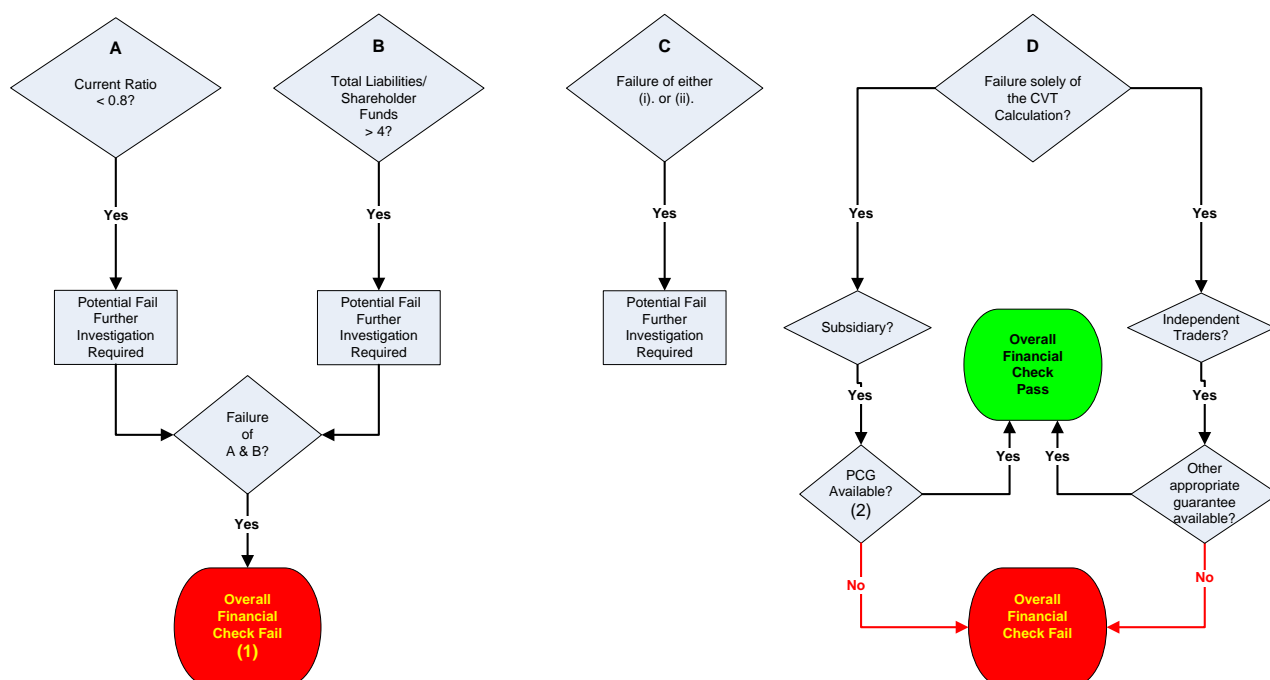 A
Current Ratio
< 0.8?
Yes
Potential Fail
Further
Investigation
Required
B
Total Liabilities/
Shareholder
Funds
> 4?
Yes
Potential Fail
Further
Investigation
Required
Failure
of
A & B?
Yes
Overall
Financial
Check Fail
(1)
C
Failure of either
(i). or (ii).
Yes
Potential Fail
Further
Investigation
Required
D
Failure solely of
the CVT
Calculation?
Yes
Subsidiary?
Yes
PCG
Available?
(2)
Yes
No
Yes
Independent
Traders?
Yes
Other
appropriate
guarantee
available?
Yes
No
Overall
Financial
Check
Pass
Overall
Financial
Check Fail